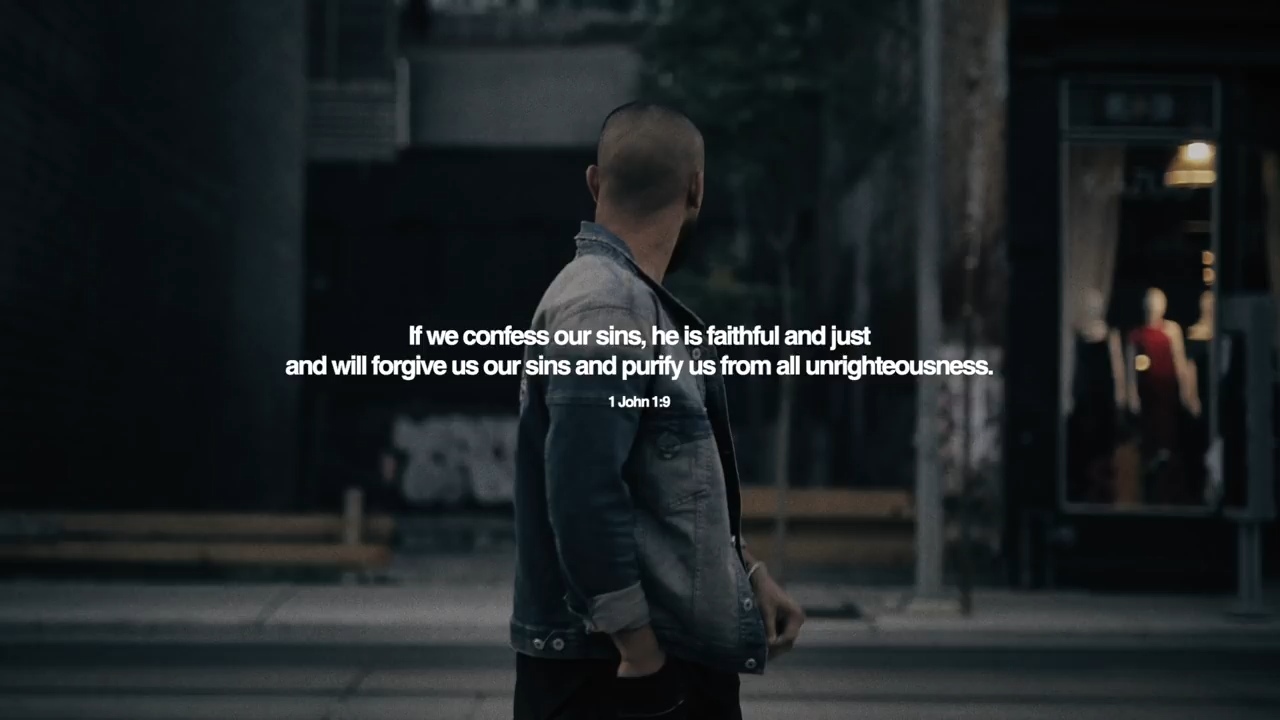 If we confess our sins, he is faithful and just
and will forgive us our sins and purify us from all unrighteousness.
1 John 1:9